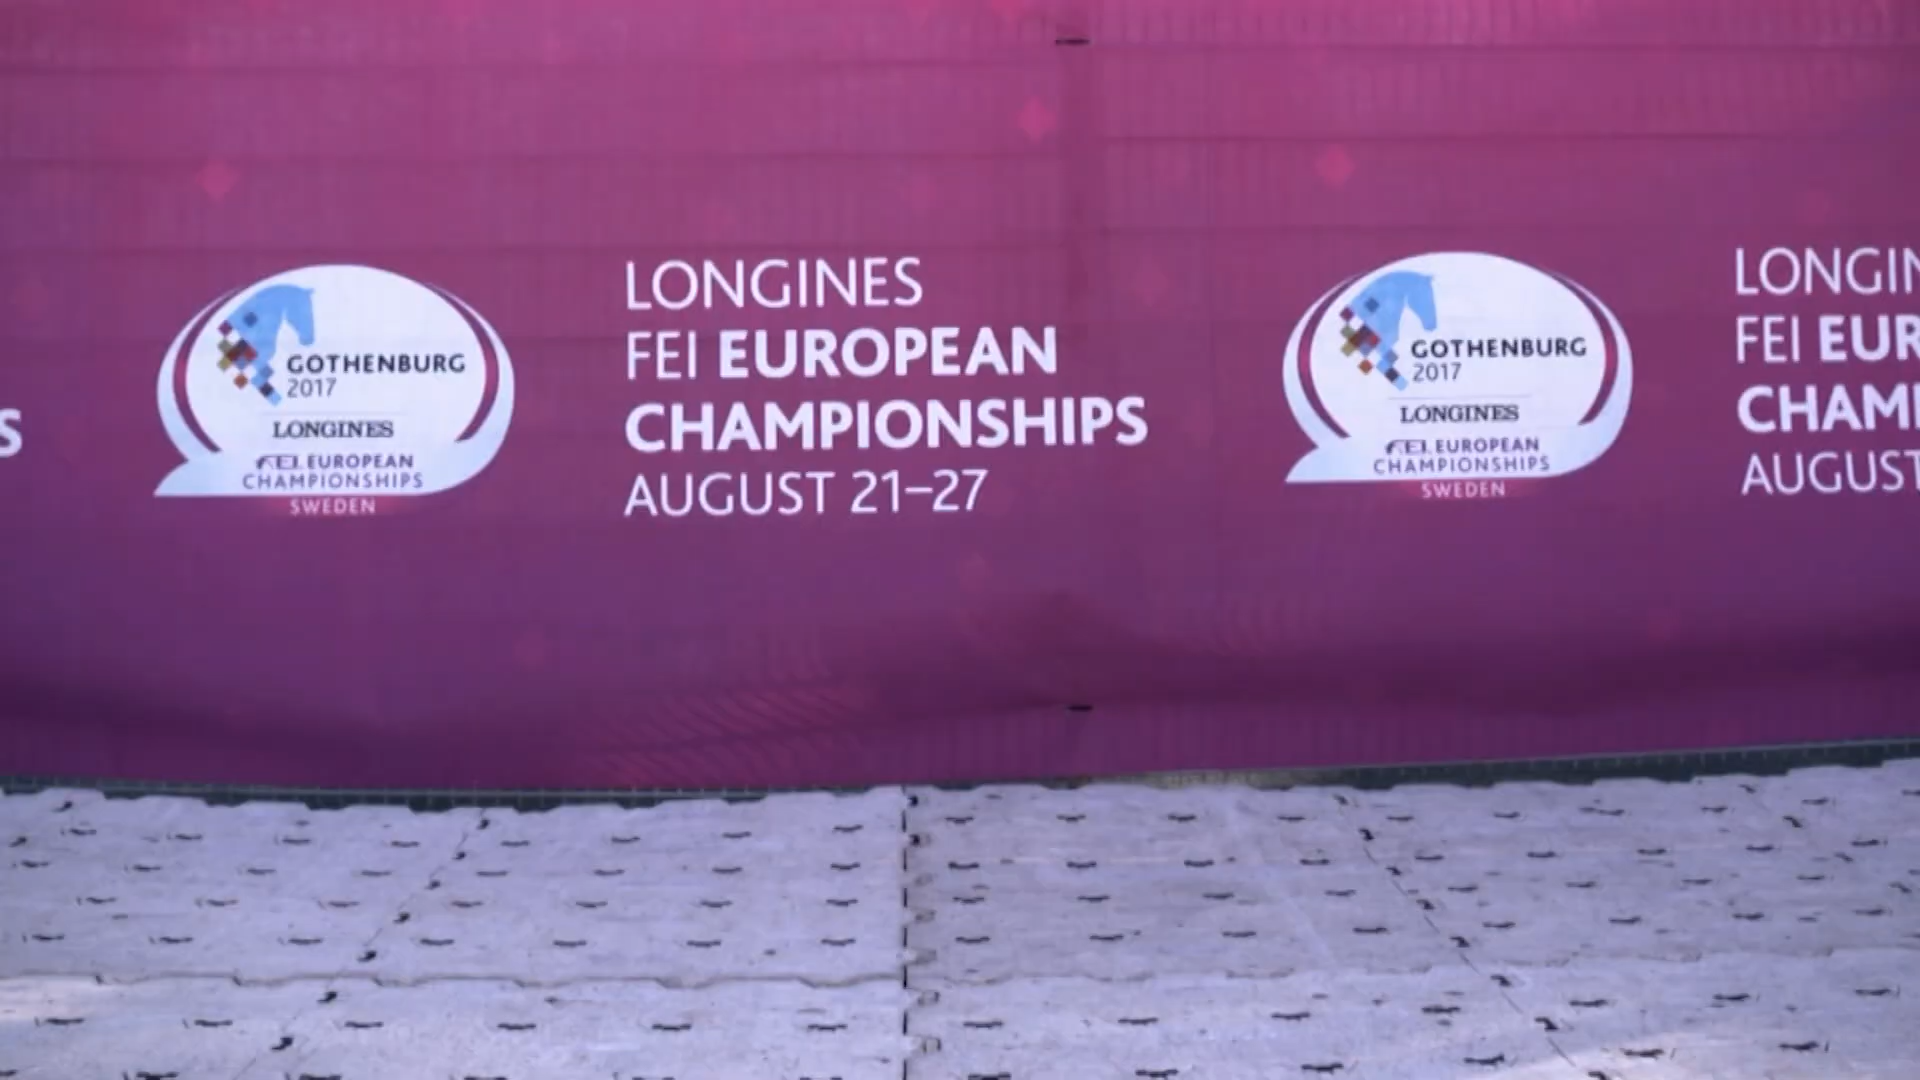 S
GOTHENBURG
2017
LONGINES
FEI EUROPEAN
CHAMPIONSHIPS
SWEDEN
LONGINES
FEI EUROPEAN
CHAMPIONSHIPS
AUGUST 21–27
GOTHENBURG
2017
LONGINES
FEI EUROPEAN
CHAMPIONSHIPS
SWEDEN
LONGIN
FEI EUR
CHAMP
AUGUST